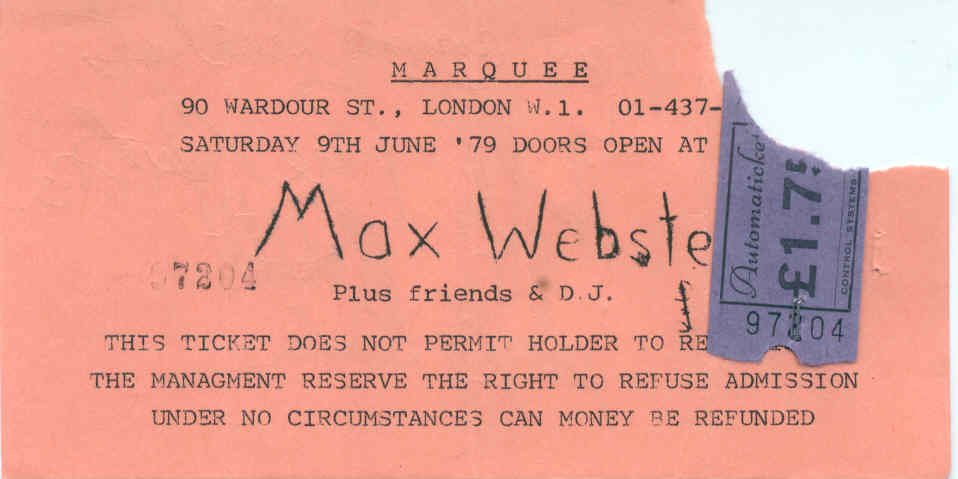 MARQUEE
90 WARDOUR ST., LONDON W.1. 01-437-
SATURDAY 9TH JUNE '79 DOORS OPEN AT
Max Webste
97204
Plus friends & D.J.
THIS TICKET DOES NOT PERMIT HOLDER TO RE
THE MANAGMENT RESERVE THE RIGHT TO REFUSE ADMISSION
UNDER NO CIRCUMSTANCES CAN MONEY BE REFUNDED
Automaticke
£1.7
CONTROL SYSTEMS
97204